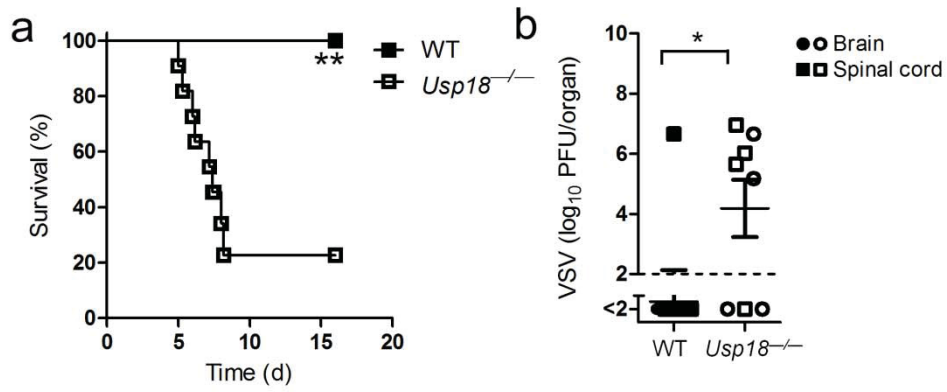 a
100
80
60
40
20
0
Survival (%)
0 5 10 15 20
Time (d)
**
WT
Usp18−/−
b
*
10
8
6
4
2
<2
VSV (log10 PFU/organ)
WT Usp18−/−
Brain
Spinal cord